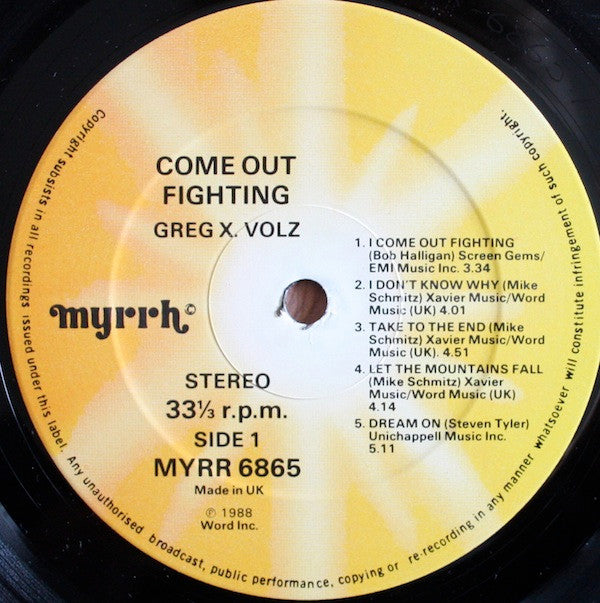 COME OUT
FIGHTING
GREG X. VOLZ
myrrh©
STEREO
33⅓ r.p.m.
SIDE 1
MYRR 6865
Made in UK
℗ 1988
Word Inc.
1. I COME OUT FIGHTING
(Bob Halligan) Screen Gems/
EMI Music Inc. 3.34
2. I DON'T KNOW WHY (Mike
Schmitz) Xavier Music/Word
Music (UK) 4.01
3. TAKE TO THE END (Mike
Schmitz) Xavier Music/Word
Music (UK). 4.51
4. LET THE MOUNTAINS FALL
(Mike Schmitz) Xavier
Music/Word Music (UK)
4.14
5. DREAM ON (Steven Tyler)
Unichappell Music Inc.
5.11
Copyright subsists in all recordings issued under this label. Any unauthorised broadcast, public performance, copying or re-recording in any manner whatsoever will constitute infringement of such copyright.